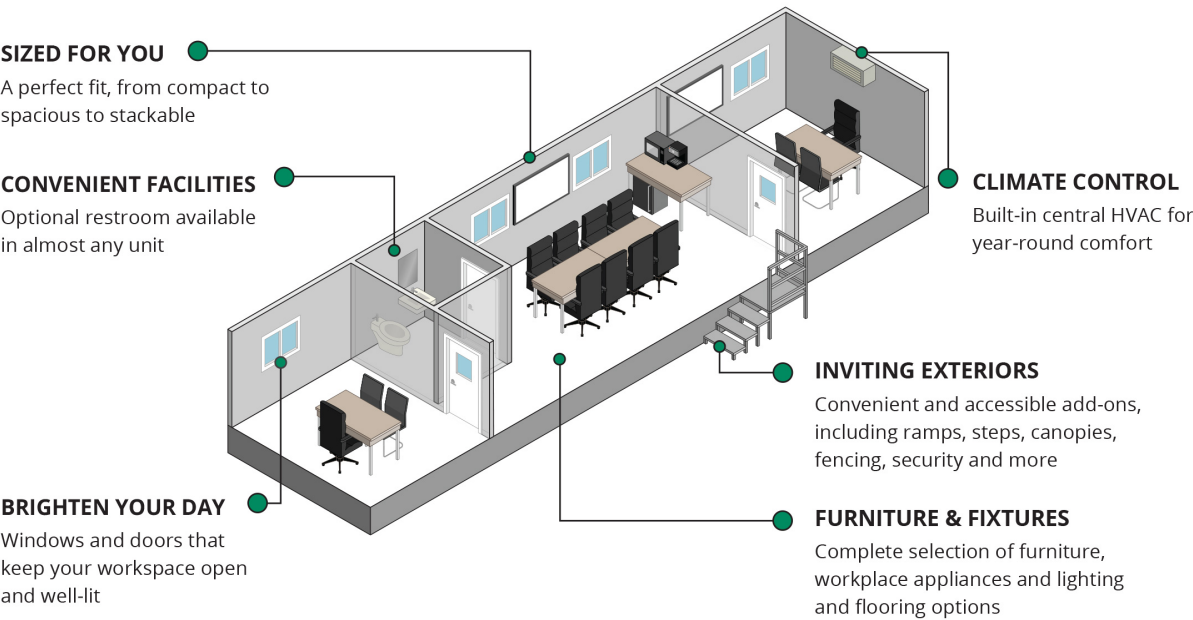 SIZED FOR YOU
A perfect fit, from compact to
spacious to stackable
CONVENIENT FACILITIES
Optional restroom available
in almost any unit
BRIGHTEN YOUR DAY
Windows and doors that
keep your workspace open
and well-lit
CLIMATE CONTROL
Built-in central HVAC for
year-round comfort
INVITING EXTERIORS
Convenient and accessible add-ons,
including ramps, steps, canopies,
fencing, security and more
FURNITURE & FIXTURES
Complete selection of furniture,
workplace appliances and lighting
and flooring options